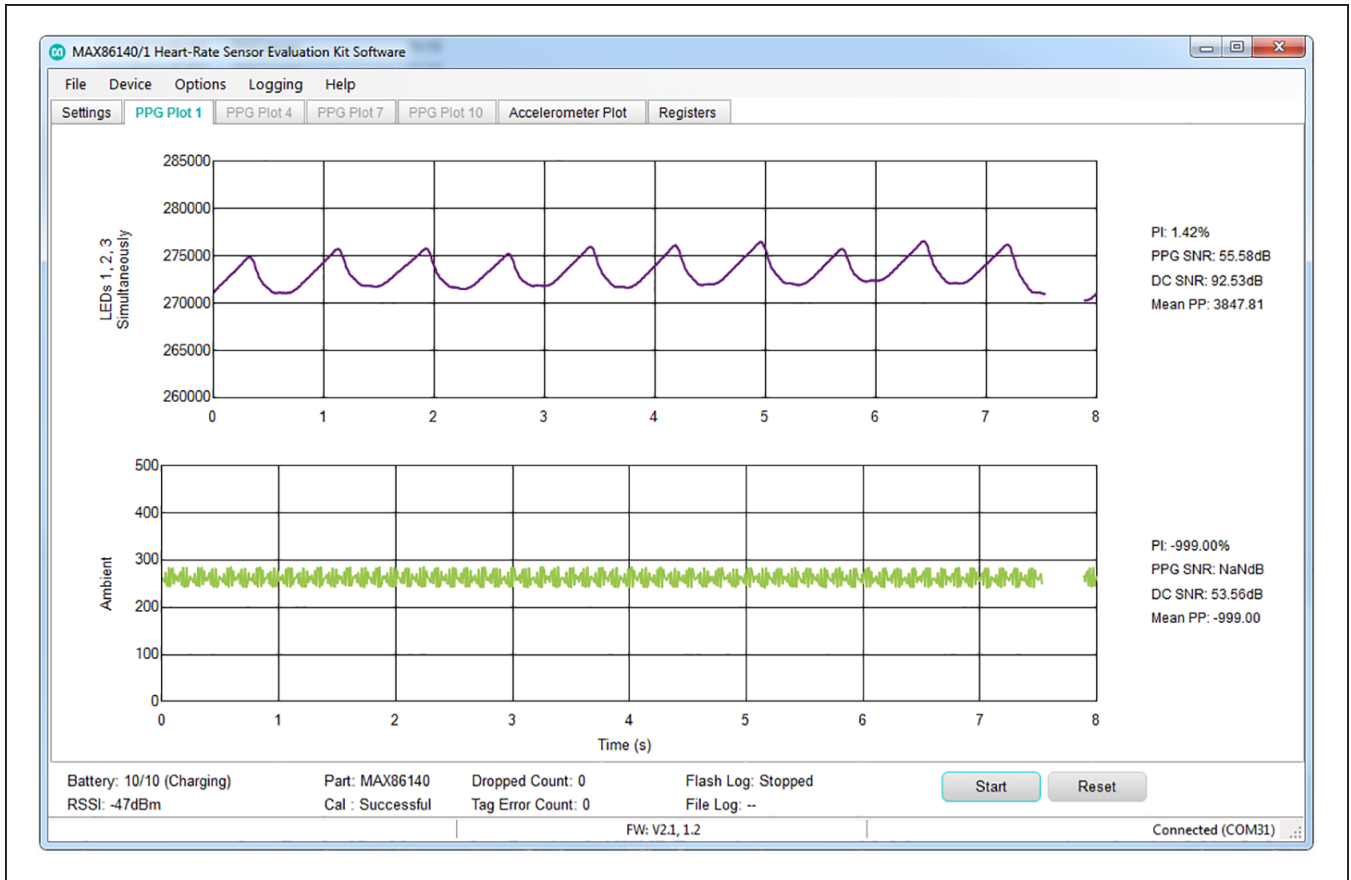 MAX86140/1 Heart-Rate Sensor Evaluation Kit Software
File Device Options Logging Help
Settings PPG Plot 1 PPG Plot 4 PPG Plot 7 PPG Plot 10 Accelerometer Plot Registers
LEDs 1, 2, 3
Simultaneously
285000
280000
275000
270000
265000
260000
0 1 2 3 4 5 6 7 8
PI: 1.42%
PPG SNR: 55.58dB
DC SNR: 92.53dB
Mean PP: 3847.81
Ambient
500
400
300
200
100
0
0 1 2 3 4 5 6 7 8
Time (s)
PI: -999.00%
PPG SNR: NaNdB
DC SNR: 53.56dB
Mean PP: -999.00
Battery: 10/10 (Charging) Part: MAX86140 Dropped Count: 0 Flash Log: Stopped
RSSI: -47dBm Cal : Successful Tag Error Count: 0 File Log: --
Start Reset
FW: V2.1, 1.2 Connected (COM31)